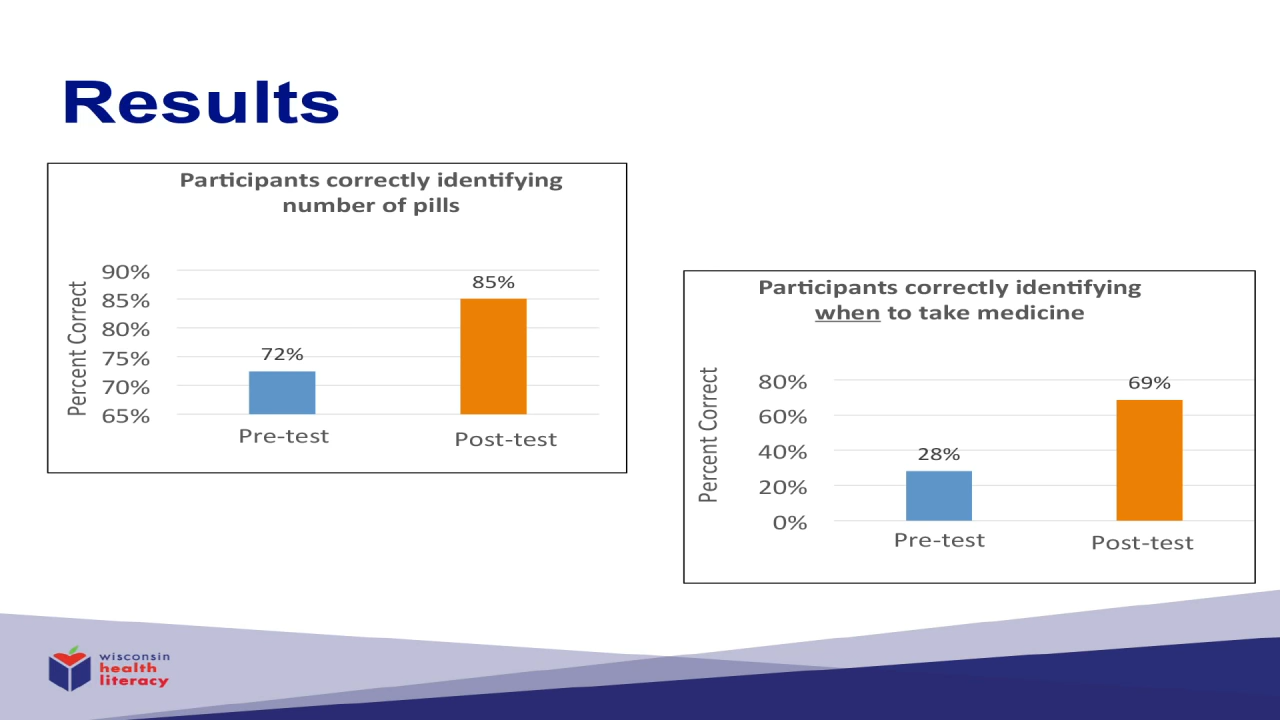 Results
Participants correctly identifying
number of pills
Percent Correct
90%
85%
80%
75%
70%
65%
72%
85%
Pre-test
Post-test
Participants correctly identifying
when to take medicine
Percent Correct
80%
60%
40%
20%
0%
28%
69%
Pre-test
Post-test
wisconsin
health
literacy